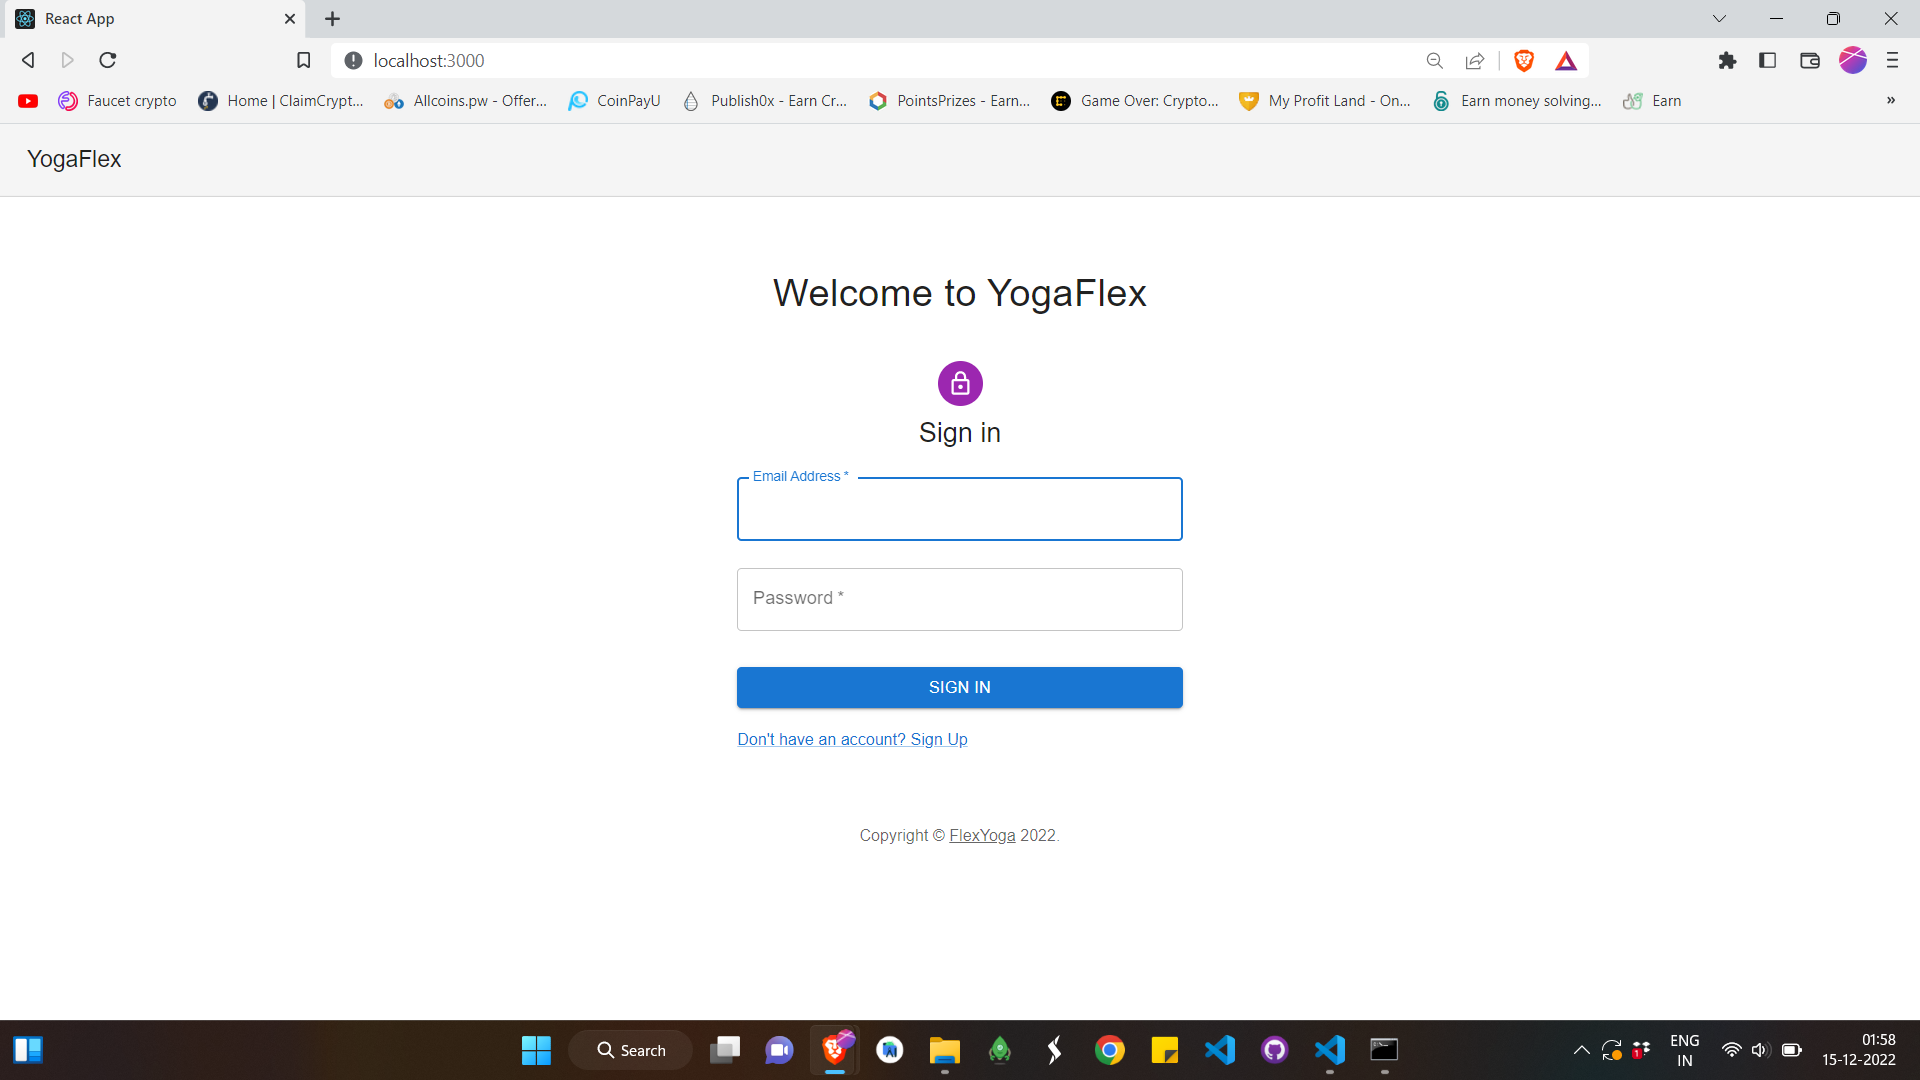 React App
localhost:3000
Faucet crypto
Home | ClaimCrypt...
Allcoins.pw - Offer...
CoinPayU
Publish0x - Earn Cr...
PointsPrizes - Earn...
Game Over: Crypto...
My Profit Land - On...
Earn money solving...
Earn
»
YogaFlex
Welcome to YogaFlex
Sign in
Email Address *
Password *
SIGN IN
Don't have an account? Sign Up
Copyright © FlexYoga 2022.
Search
1
ENG
IN
01:58
15-12-2022